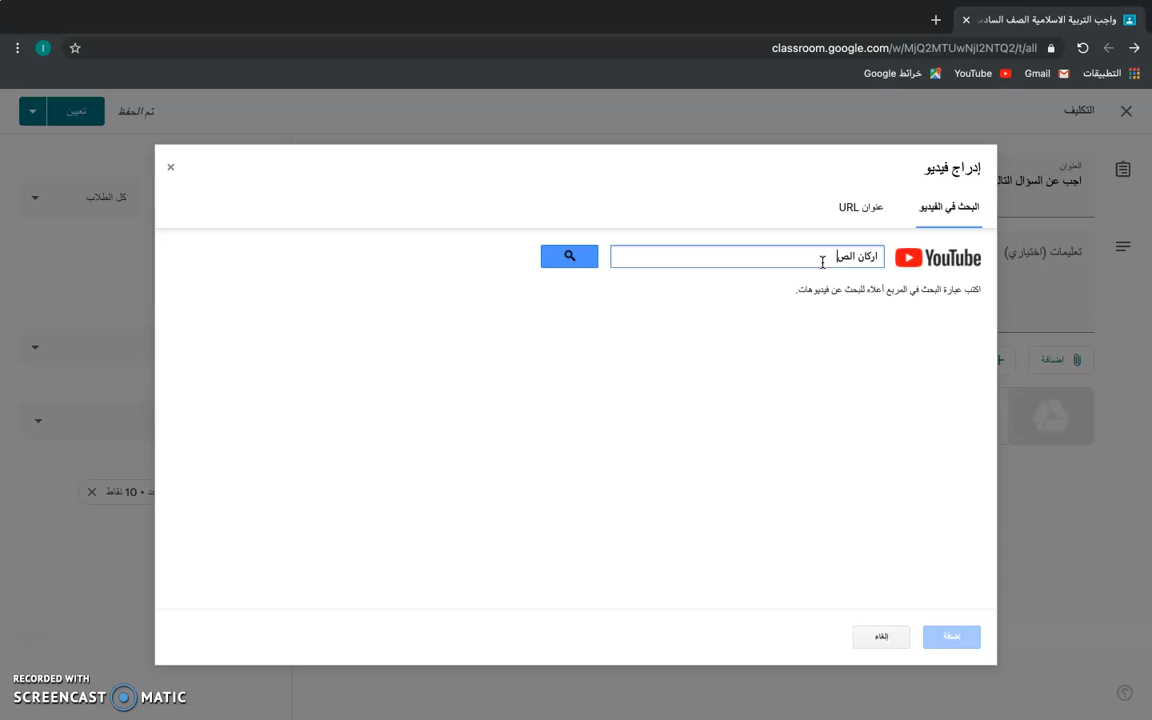 واجب التربية الاسلامية الصف السادس
classroom.google.com/w/MjQ2MTUwNjI2NTQ2/t/all
التطبيقات
Gmail
YouTube
خرائط Google
التكليف
تم الحفظ
تعيين
العنوان
اجب عن السؤال التال
كل الطلاب
تعليمات (اختياري)
إضافة
10 نقاط
إدراج فيديو
البحث في الفيديو
عنوان URL
YouTube
اركان الص
اكتب عبارة البحث في المربع أعلاه للبحث عن فيديوهات.
إضافة
إلغاء
RECORDED WITH
SCREENCAST MATIC